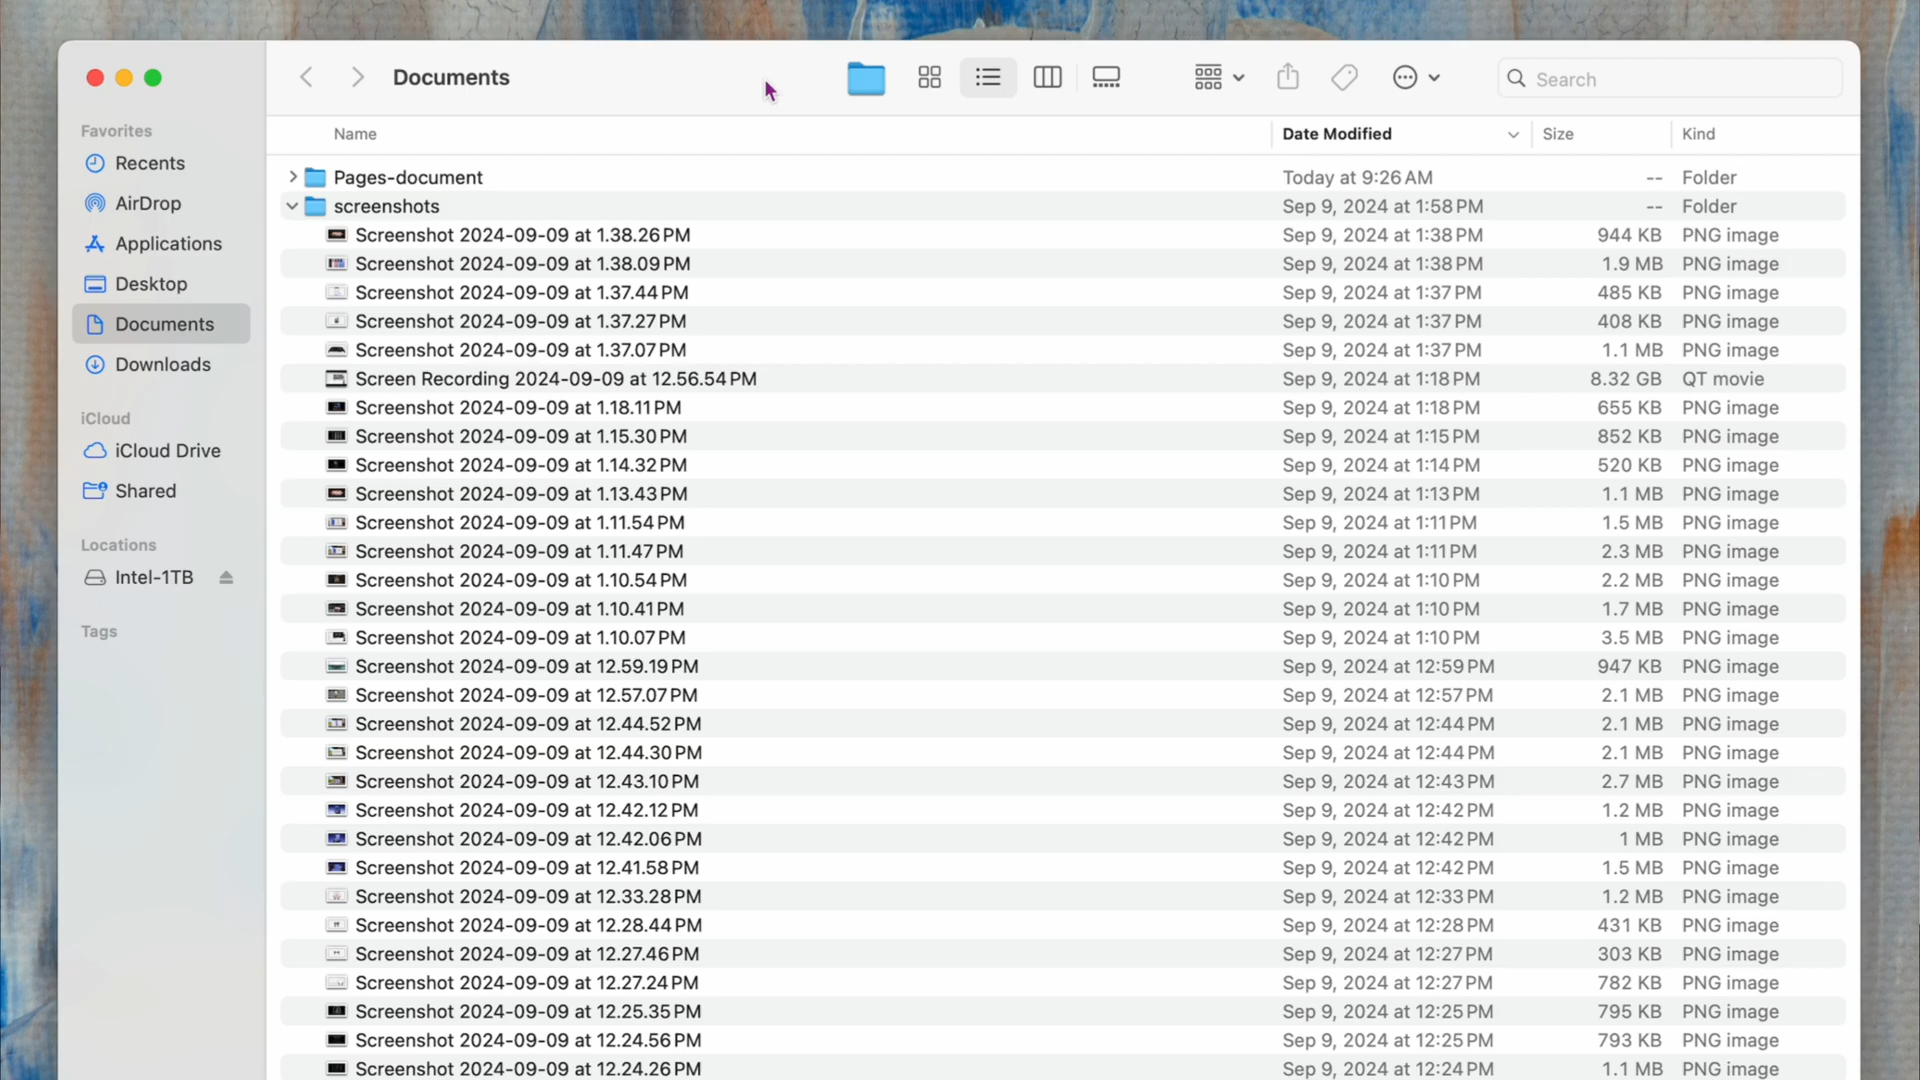 Documents
Search
Favorites
Recents
AirDrop
Applications
Desktop
Documents
Downloads
iCloud
iCloud Drive
Shared
Locations
Intel-1TB
Tags
Name Date Modified Size Kind
Pages-document Today at 9:26 AM -- Folder
screenshots Sep 9, 2024 at 1:58 PM -- Folder
Screenshot 2024-09-09 at 1.38.26 PM Sep 9, 2024 at 1:38 PM 944 KB PNG image
Screenshot 2024-09-09 at 1.38.09 PM Sep 9, 2024 at 1:38 PM 1.9 MB PNG image
Screenshot 2024-09-09 at 1.37.44 PM Sep 9, 2024 at 1:37 PM 485 KB PNG image
Screenshot 2024-09-09 at 1.37.27 PM Sep 9, 2024 at 1:37 PM 408 KB PNG image
Screenshot 2024-09-09 at 1.37.07 PM Sep 9, 2024 at 1:37 PM 1.1 MB PNG image
Screen Recording 2024-09-09 at 12.56.54 PM Sep 9, 2024 at 1:18 PM 8.32 GB QT movie
Screenshot 2024-09-09 at 1.18.11 PM Sep 9, 2024 at 1:18 PM 655 KB PNG image
Screenshot 2024-09-09 at 1.15.30 PM Sep 9, 2024 at 1:15 PM 852 KB PNG image
Screenshot 2024-09-09 at 1.14.32 PM Sep 9, 2024 at 1:14 PM 520 KB PNG image
Screenshot 2024-09-09 at 1.13.43 PM Sep 9, 2024 at 1:13 PM 1.1 MB PNG image
Screenshot 2024-09-09 at 1.11.54 PM Sep 9, 2024 at 1:11 PM 1.5 MB PNG image
Screenshot 2024-09-09 at 1.11.47 PM Sep 9, 2024 at 1:11 PM 2.3 MB PNG image
Screenshot 2024-09-09 at 1.10.54 PM Sep 9, 2024 at 1:10 PM 2.2 MB PNG image
Screenshot 2024-09-09 at 1.10.41 PM Sep 9, 2024 at 1:10 PM 1.7 MB PNG image
Screenshot 2024-09-09 at 1.10.07 PM Sep 9, 2024 at 1:10 PM 3.5 MB PNG image
Screenshot 2024-09-09 at 12.59.19 PM Sep 9, 2024 at 12:59 PM 947 KB PNG image
Screenshot 2024-09-09 at 12.57.07 PM Sep 9, 2024 at 12:57 PM 2.1 MB PNG image
Screenshot 2024-09-09 at 12.44.52 PM Sep 9, 2024 at 12:44 PM 2.1 MB PNG image
Screenshot 2024-09-09 at 12.44.30 PM Sep 9, 2024 at 12:44 PM 2.1 MB PNG image
Screenshot 2024-09-09 at 12.43.10 PM Sep 9, 2024 at 12:43 PM 2.7 MB PNG image
Screenshot 2024-09-09 at 12.42.12 PM Sep 9, 2024 at 12:42 PM 1.2 MB PNG image
Screenshot 2024-09-09 at 12.42.06 PM Sep 9, 2024 at 12:42 PM 1 MB PNG image
Screenshot 2024-09-09 at 12.41.58 PM Sep 9, 2024 at 12:42 PM 1.5 MB PNG image
Screenshot 2024-09-09 at 12.33.28 PM Sep 9, 2024 at 12:33 PM 1.2 MB PNG image
Screenshot 2024-09-09 at 12.28.44 PM Sep 9, 2024 at 12:28 PM 431 KB PNG image
Screenshot 2024-09-09 at 12.27.46 PM Sep 9, 2024 at 12:27 PM 303 KB PNG image
Screenshot 2024-09-09 at 12.27.24 PM Sep 9, 2024 at 12:27 PM 782 KB PNG image
Screenshot 2024-09-09 at 12.25.35 PM Sep 9, 2024 at 12:25 PM 795 KB PNG image
Screenshot 2024-09-09 at 12.24.56 PM Sep 9, 2024 at 12:25 PM 793 KB PNG image
Screenshot 2024-09-09 at 12.24.26 PM Sep 9, 2024 at 12:24 PM 1.1 MB PNG image